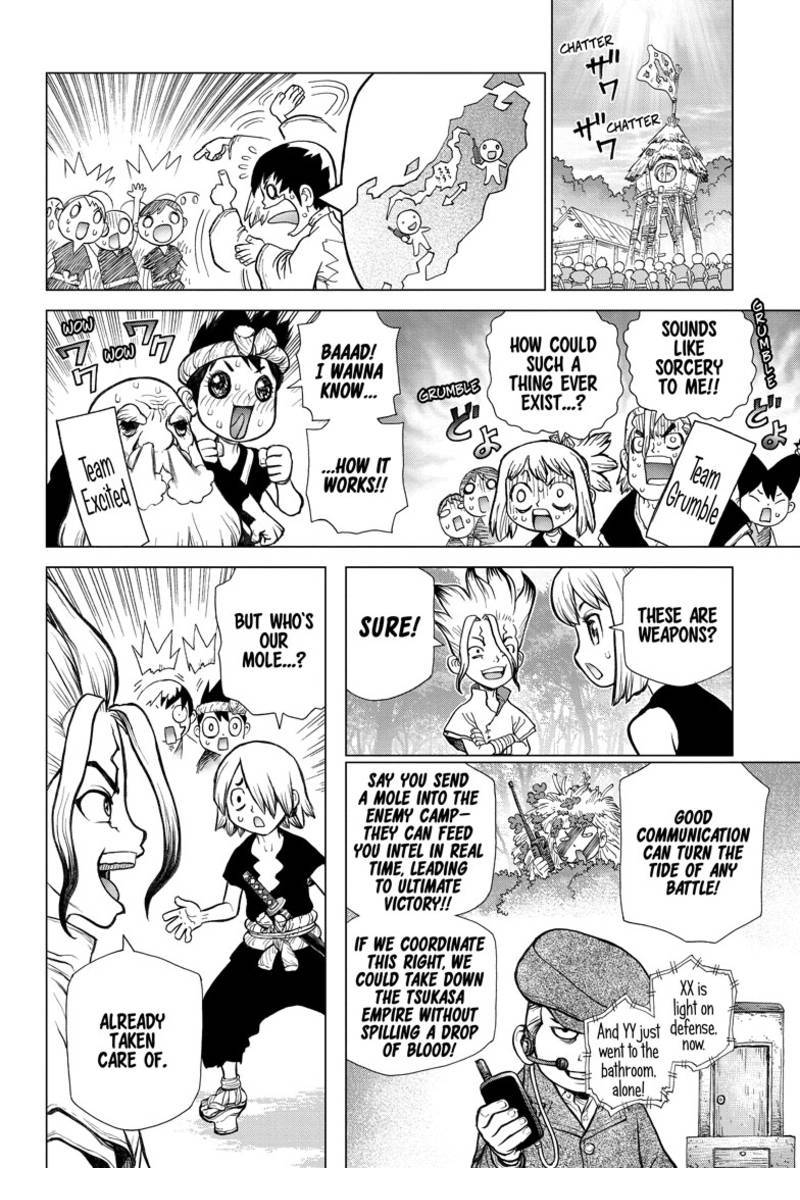 CHATTER
ザワ
CHATTER
ザワ
GRUMBLE
SOUNDS
LIKE
SORCERY
TO ME!!
Team
Grumble
HOW COULD
SUCH A
THING EVER
EXIST...?
GRUMBLE
どよ
どよ
BAAAD!
I WANNA
KNOW...
...HOW IT
WORKS!!
WOW
ワク
WOW
ワク
Team
Excited
THESE ARE
WEAPONS?
SURE!
GOOD
COMMUNICATION
CAN TURN THE
TIDE OF ANY
BATTLE!
SAY YOU SEND
A MOLE INTO THE
ENEMY CAMP—
THEY CAN FEED
YOU INTEL IN REAL
TIME, LEADING
TO ULTIMATE
VICTORY!!
IF WE COORDINATE
THIS RIGHT, WE
COULD TAKE DOWN
THE TSUKASA
EMPIRE WITHOUT
SPILLING A DROP
OF BLOOD!
XX is
light on
defense.
now.
And YY just
went to the
bathroom.
alone!
BUT WHO'S
OUR
MOLE...?
ALREADY
TAKEN
CARE OF.